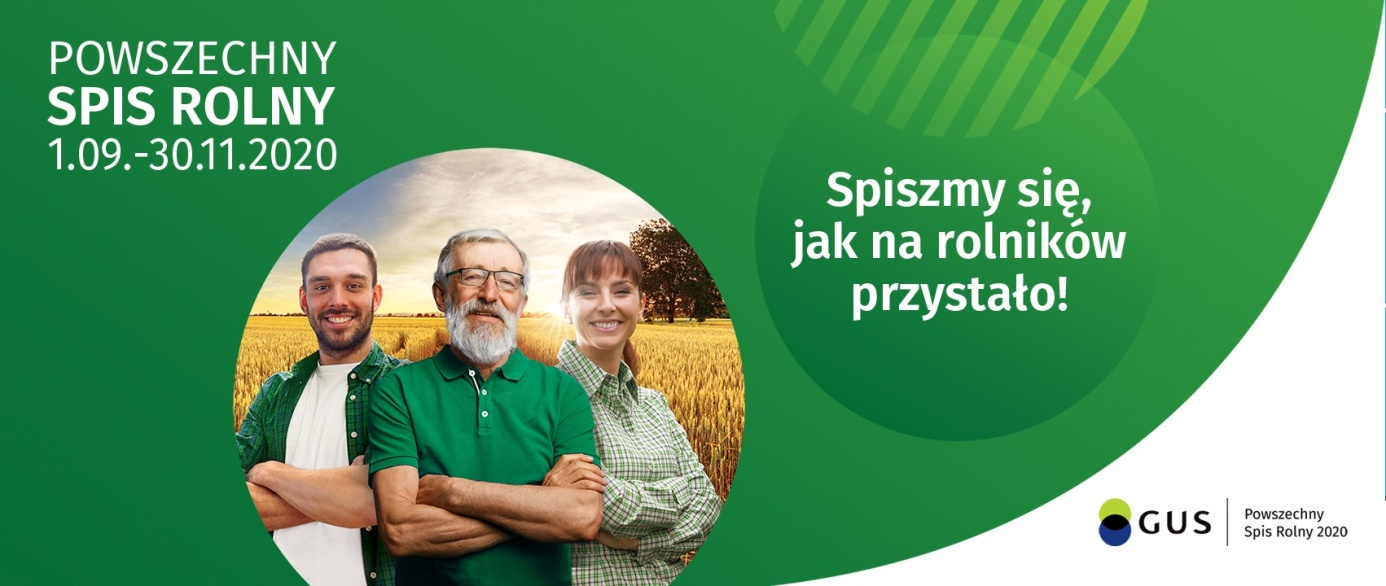 POWSZECHNY
SPIS ROLNY
1.09.-30.11.2020
Spiszmy się,
jak na rolników
przystało!
GUS
Powszechny
Spis Rolny 2020